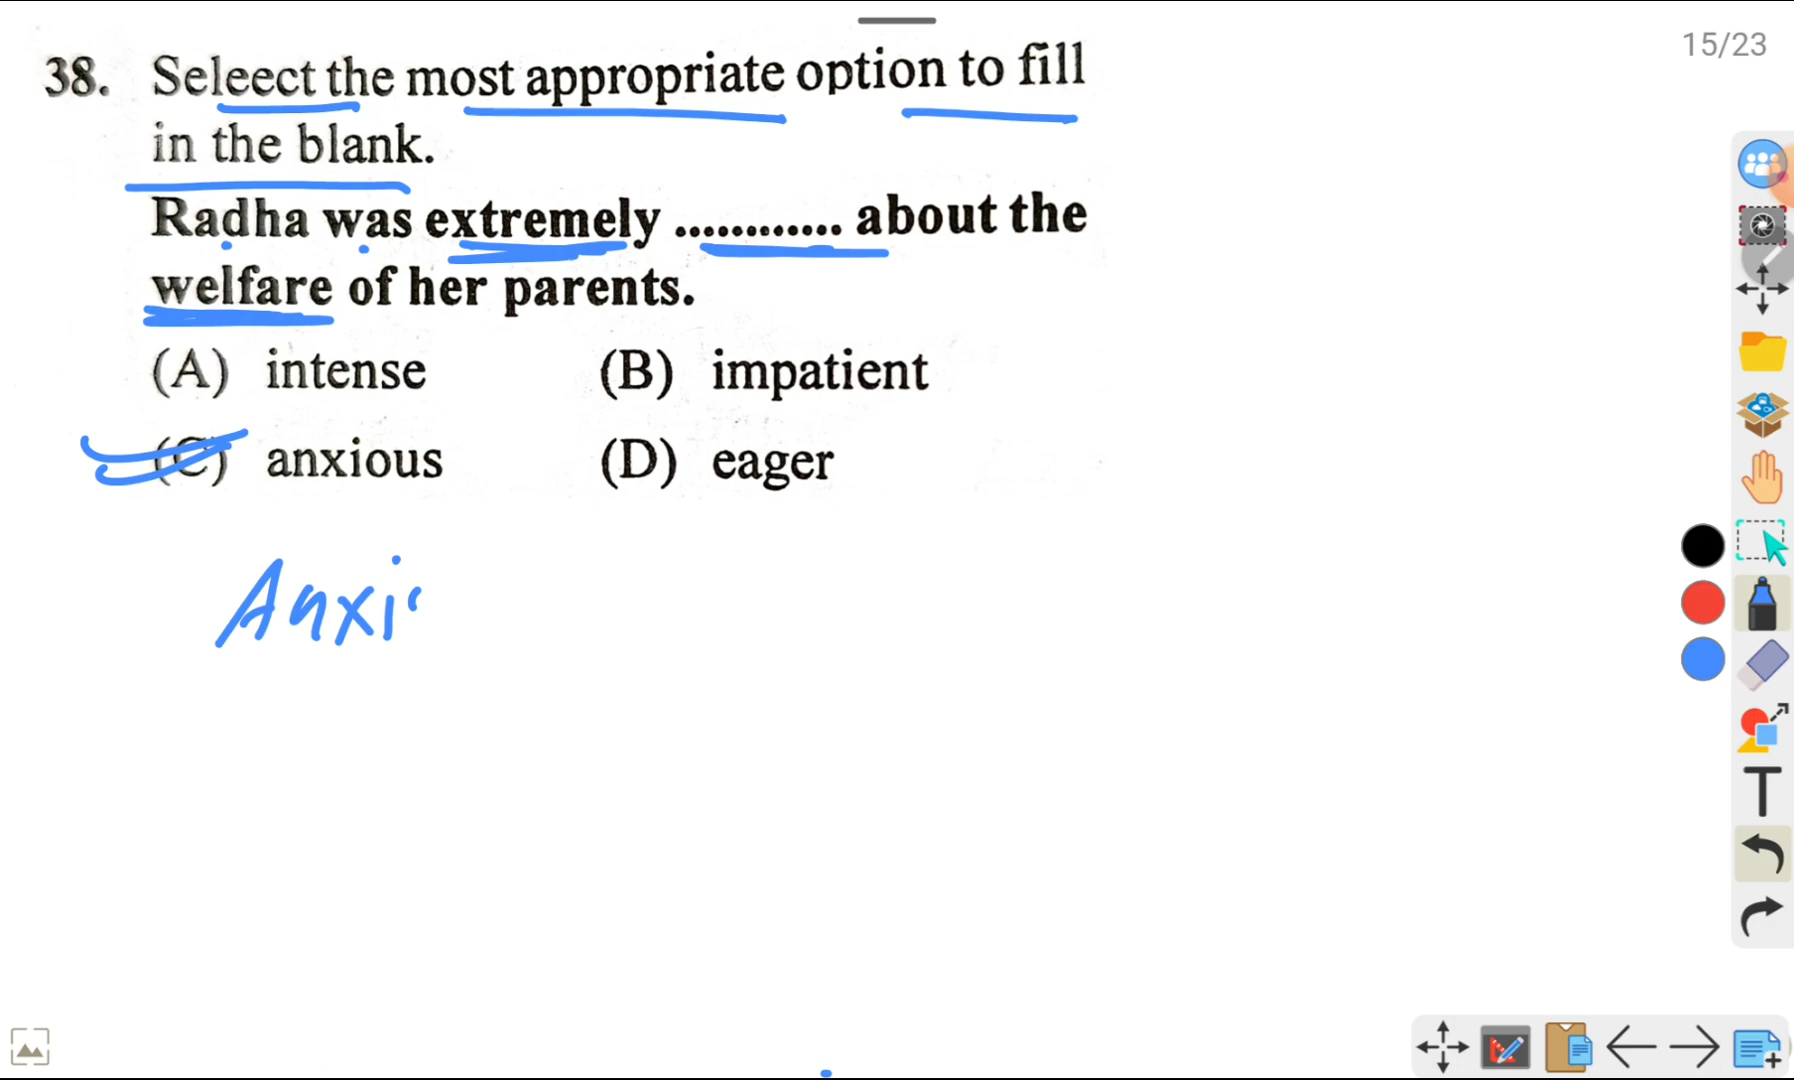 15/23
38. Seleect the most appropriate option to fill
in the blank.
Radha was extremely ............ about the
welfare of her parents.
(A) intense (B) impatient
(C) anxious (D) eager
Anxi